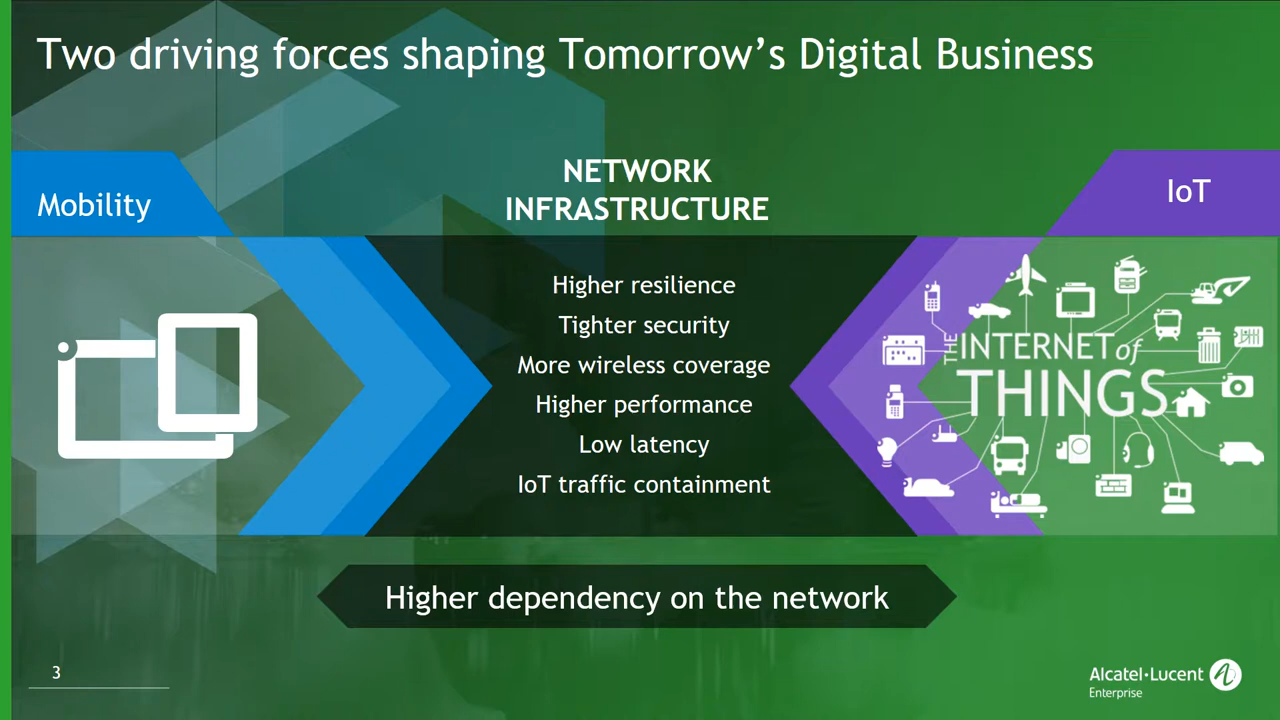 Two driving forces shaping Tomorrow’s Digital Business
Mobility
NETWORK
INFRASTRUCTURE
IoT
Higher resilience
Tighter security
More wireless coverage
Higher performance
Low latency
IoT traffic containment
THE INTERNET of
THINGS
Higher dependency on the network
3
Alcatel·Lucent
Enterprise